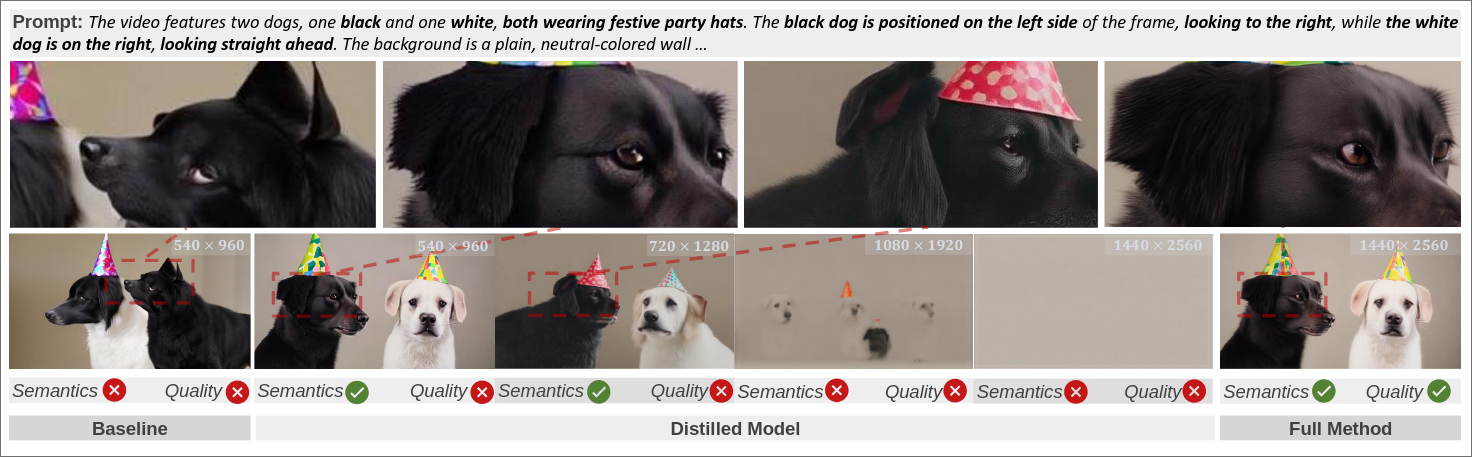 Prompt: The video features two dogs, one black and one white, both wearing festive party hats. The black dog is positioned on the left side of the frame, looking to the right, while the white
dog is on the right, looking straight ahead. The background is a plain, neutral-colored wall ...
540 × 960
540 × 960
720 × 1280
1080 × 1920
1440 × 2560
1440 × 2560
Semantics Quality Semantics Quality Semantics Quality Semantics Quality Semantics Quality Semantics Quality
Baseline
Distilled Model
Full Method